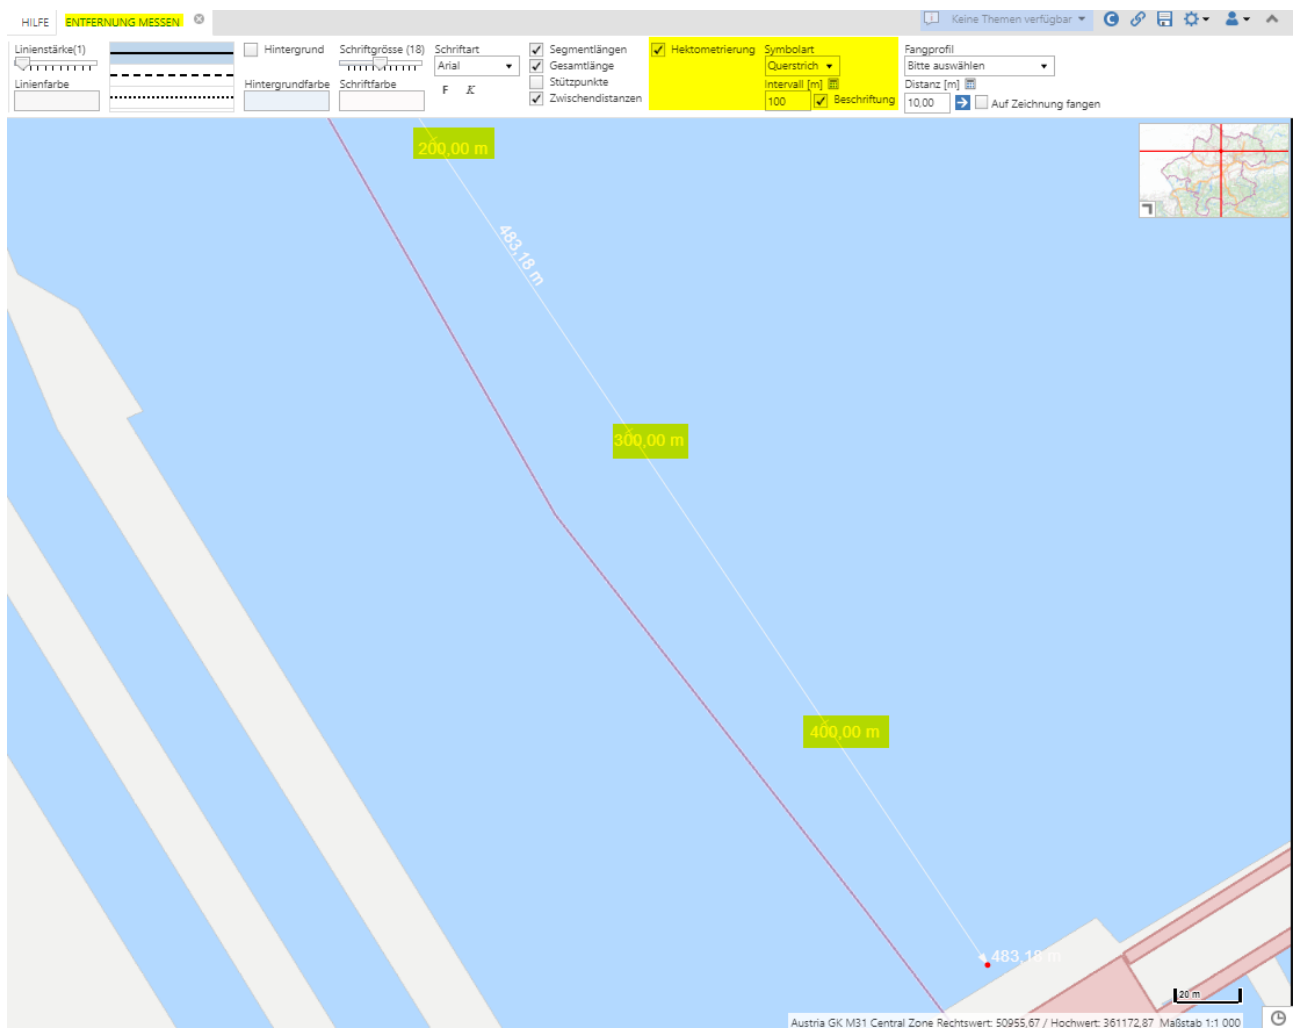 HILFE ENTFERNUNG MESSEN Keine Themen verfügbar
Linienstärke(1) Hintergrund Schriftgrösse (18) Schriftart Segmentlängen Hektometrierung Symbolart Fangprofil
Arial Gesamtlänge Querstrich Bitte auswählen
Linienfarbe Hintergrundfarbe Schriftfarbe F K Stützpunkte Intervall [m] Distanz [m]
Zwischendistanzen 100 Beschriftung 10,00 Auf Zeichnung fangen
200,00 m
483,18 m
300,00 m
400,00 m
483,18 m
20 m
Austria GK M31 Central Zone Rechtswert: 50955,67 / Hochwert: 361172,87 Maßstab 1:1 000